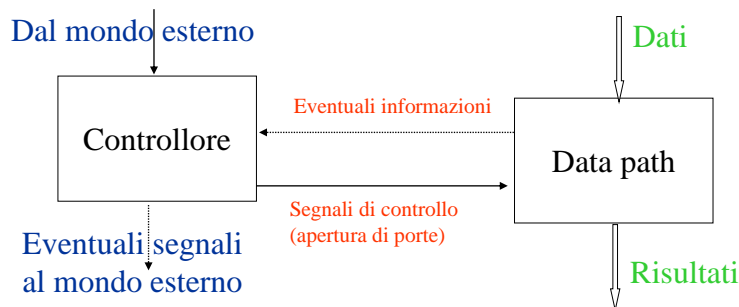 Dal mondo esterno
Dati
Eventuali informazioni
Controllore
Data path
Segnali di controllo
(apertura di porte)
Eventuali segnali
al mondo esterno
Risultati